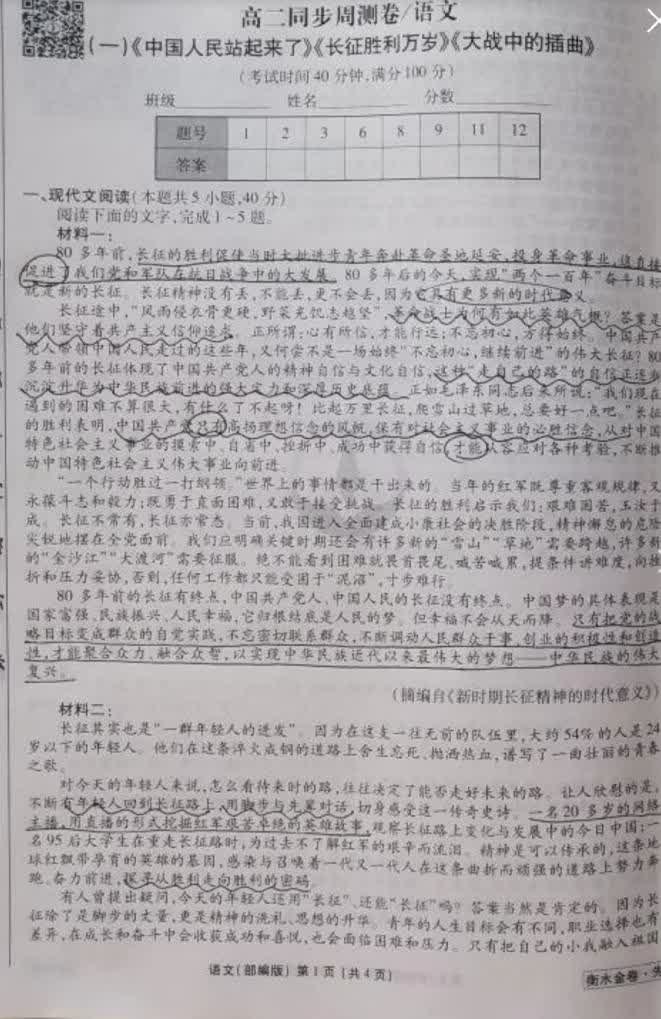 高二同步周测卷/语文
(一)《中国人民站起来了》《长征胜利万岁》《大战中的插曲》
(考试时间40分钟,满分100分)
班级 姓名 分数
题号 1 2 3 6 8 9 11 12
答案
一、现代文阅读(本题共5小题,40分)
阅读下面的文字,完成1~5题。
材料一:
80多年前,长征的胜利促使当时大批进步青年奔赴革命圣地延安,投身革命事业,这直接
促进了我们党和军队在抗日战争中的大发展。80多年后的今天,实现“两个一百年”奋斗目标
就是新的长征。长征精神没有丢,不能丢,更不会丢,因为它具有更多新的时代意义。
长征途中,“风雨侵衣骨更硬,野菜充饥志越坚”,革命战士为何有如此英雄气概?答案是
他们坚守着共产主义信仰追求。正所谓:心有所信,才能行远;不忘初心,方得始终。中国共产
党人带领中国人民走过的这些年,又何尝不是一场始终“不忘初心,继续前进”的伟大长征?80
多年前的长征体现了中国共产党人的精神自信与文化自信,这种“走自己的路”的自信正逐渐
沉淀升华为中华民族前进的强大定力和深厚历史底蕴。正如毛泽东同志后来所说:“我们现在
遇到的困难不算很大,有什么了不起呀!比起万里长征,爬雪山过草地,总要好一点吧。”长征
的胜利表明,中国共产党只有高扬理想信念的风帆,保有对社会主义事业的必胜信念,从对中国
特色社会主义事业的摸索中、自省中、挫折中、成功中获得自信,才能从容应对各种考验,不断推
动中国特色社会主义伟大事业向前进。
“一个行动胜过一打纲领。”世界上的事情都是干出来的。当年的红军既尊重客观规律,又
永葆斗志和毅力;既勇于直面困难,又敢于接受挑战。长征的胜利启示我们:艰难困苦,玉汝于
成。长征不常有,长征亦常态。当前,我国进入全面建成小康社会的决胜阶段,精神懈怠的危险
尖锐地摆在全党面前。我们应明确关键时期还会有许多新的“雪山”“草地”需要跨越,许多新
的“金沙江”“大渡河”需要征服。绝不能看到困难就畏首畏尾、喊苦喊累,提条件讲难度,向挫
折和压力妥协,否则,任何工作都只能受困于“泥沼”,寸步难行。
80多年前的长征有终点,中国共产党人、中国人民的长征没有终点。中国梦的具体表现是
国家富强、民族振兴、人民幸福,它归根结底是人民的梦。但幸福不会从天而降。只有把党的战
略目标变成群众的自觉实践,不忘密切联系群众,不断调动人民群众干事、创业的积极性和创造
性,才能聚合众力、融合众智,以实现中华民族近代以来最伟大的梦想——中华民族的伟大
复兴。
(摘编自《新时期长征精神的时代意义》)
材料二:
长征其实也是“一群年轻人的迸发”。因为在这支一往无前的队伍里,大约54%的人是24
岁以下的年轻人。他们在这条淬火成钢的道路上舍生忘死、抛洒热血,谱写了一曲壮丽的青春
之歌。
对今天的年轻人来说,怎么看待来时的路,往往决定了能否走好未来的路。让人欣慰的是,
不断有年轻人回到长征路上,用脚步与先辈对话,切身感受这一传奇史诗。一名20多岁的网络
主播,用直播的形式挖掘红军艰苦卓绝的英雄故事,观察长征路上变化与发展中的今日中国;一
名95后大学生在重走长征路时,为过去不了解红军的艰辛而流泪。精神是可以传承的,这条地
球红飘带孕育的英雄的基因,感染与召唤着一代又一代人在这条曲折而顽强的道路上努力奔
跑、奋力前进,探寻从胜利走向胜利的密码。
有人曾提出疑问,今天的年轻人还用“长征”、还能“长征”吗?答案当然是肯定的。因为长
征除了是脚步的丈量,更是精神的洗礼、思想的升华。青年的人生目标会有不同,职业选择也有
差异,在成长和奋斗中会收获成功和喜悦,也会面临困难和压力。只有把自己的小我融入祖国
语文(部编版) 第1页(共4页)
衡水金卷·先